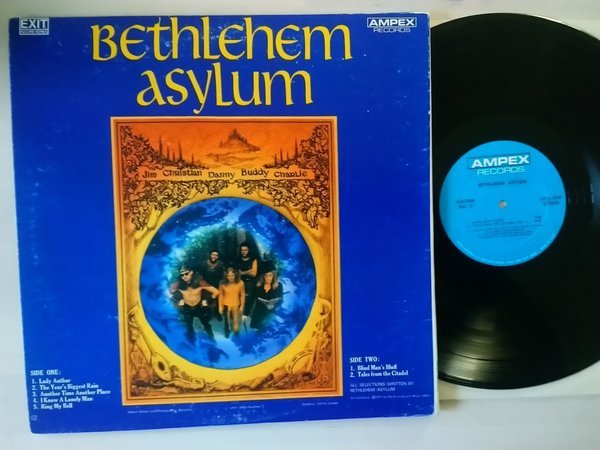 EXIT
AMPEX
RECORDS
Bethlehem
asylum
Jim Christian Danny Buddy Charlie
SIDE ONE:
1. Lady Arthur
2. The Year's Biggest Rain
3. Another Time Another Place
4. I Knew A Lonely Man
5. Ring My Bell
SIDE TWO:
1. Blind Man's Bluff
2. Tales from the Citadel
ALL SELECTIONS WRITTEN BY
BETHLEHEM ASYLUM
AMPEX
RECORDS
BETHLEHEM ASYLUM